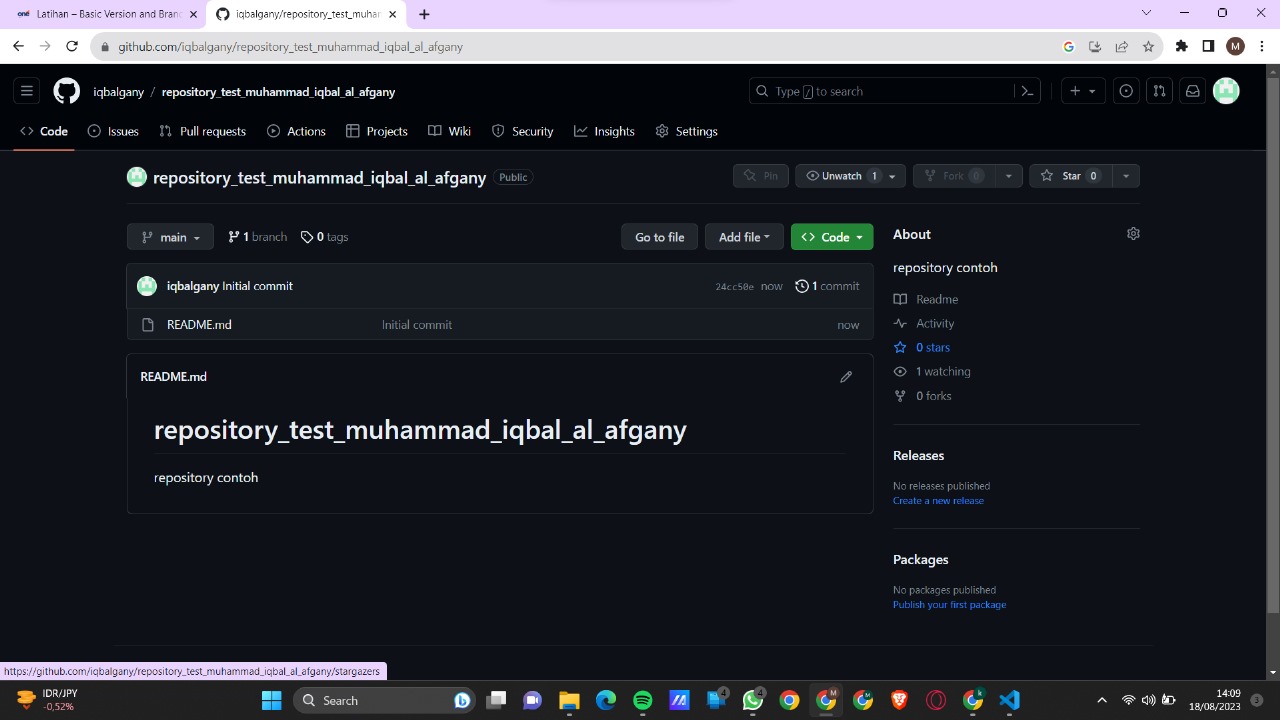 one Latihan – Basic Version and Bran
iqbalgany/repository_test_muham
github.com/iqbalgany/repository_test_muhammad_iqbal_al_afgany
M
iqbalgany / repository_test_muhammad_iqbal_al_afgany
Type / to search
Code Issues Pull requests Actions Projects Wiki Security Insights Settings
repository_test_muhammad_iqbal_al_afgany Public
Pin Unwatch 1 Fork 0 Star 0
main 1 branch 0 tags Go to file Add file Code
iqbalgany Initial commit 24cc50e now 1 commit
README.md Initial commit now
README.md
repository_test_muhammad_iqbal_al_afgany
repository contoh
About
repository contoh
Readme
Activity
0 stars
1 watching
0 forks
Releases
No releases published
Create a new release
Packages
No packages published
Publish your first package
https://github.com/iqbalgany/repository_test_muhammad_iqbal_al_afgany/stargazers
IDR/JPY
-0,52%
Search
4
4
M
M
k
14:09
18/08/2023
3